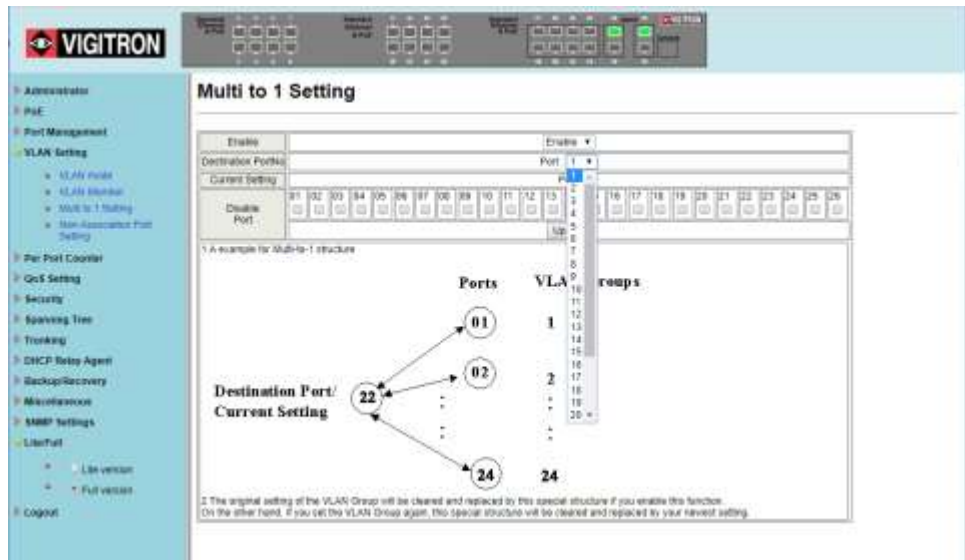 VIGITRON
Multi to 1 Setting
Administrator
PoE
Port Management
VLAN Setting
VLAN mode
VLAN Member
Multi to 1 Setting
Non-Association Port
Setting
Per Port Counter
QoS Setting
Security
Spanning Tree
Trunking
DHCP Relay Agent
Backup/Recovery
Miscellaneous
SNMP Settings
Lite/Full
Lite version
Full version
Logout
Enable Enable
Destination PortNo Port 1
Current Setting
Disable
Port
01 02 03 04 05 06 07 08 09 10 11 12 13 16 17 18 19 20 21 22 23 24 25 26
1
2
3
4
5
6
7
8
9
10
11
12
13
14
15
16
17
18
19
20
1 A example for Multi-to-1 structure
Ports VLA roups
01 1
02 2
Destination Port/
Current Setting
22
24 24
2 The original setting of the VLAN Group will be cleared and replaced by this special structure if you enable this function.
On the other hand, if you set the VLAN Group again, this special structure will be cleared and replaced by your newest setting.